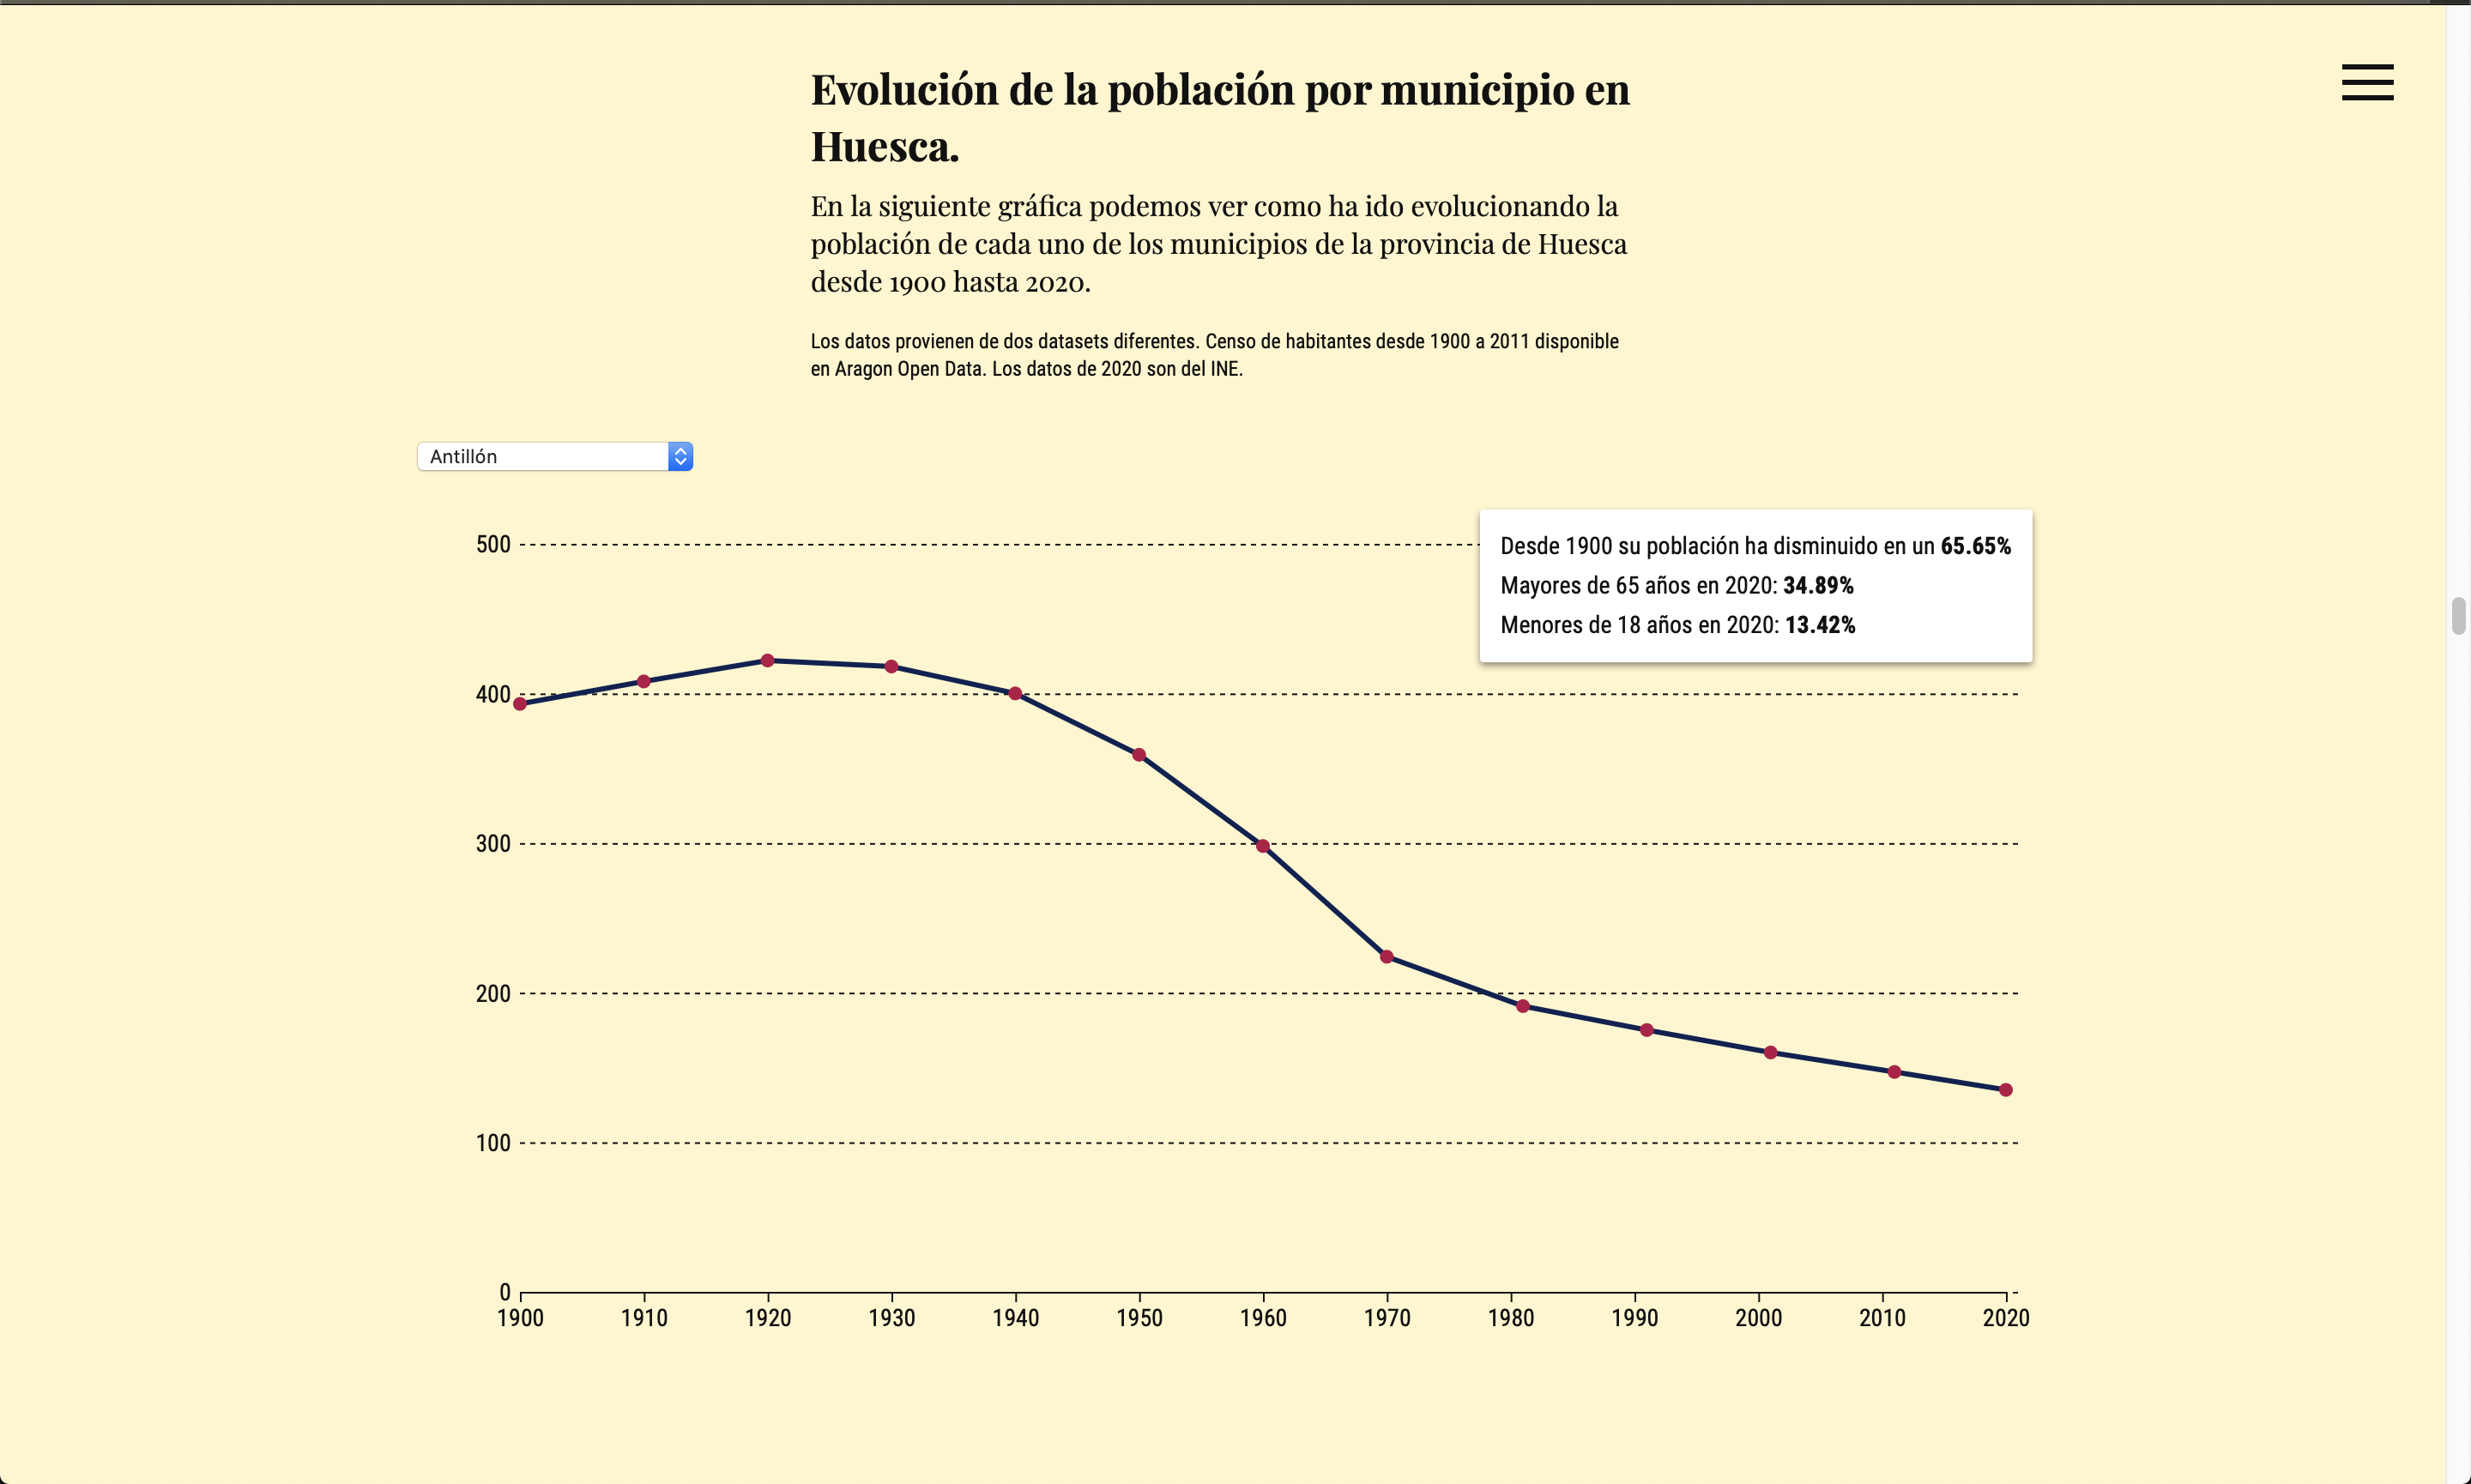 Evolución de la población por municipio en
Huesca.
En la siguiente gráfica podemos ver como ha ido evolucionando la
población de cada uno de los municipios de la provincia de Huesca
desde 1900 hasta 2020.
Los datos provienen de dos datasets diferentes. Censo de habitantes desde 1900 a 2011 disponible
en Aragon Open Data. Los datos de 2020 son del INE.
Antillón
Desde 1900 su población ha disminuido en un 65.65%
Mayores de 65 años en 2020: 34.89%
Menores de 18 años en 2020: 13.42%
500
400
300
200
100
0
1900 1910 1920 1930 1940 1950 1960 1970 1980 1990 2000 2010 2020